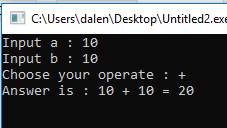 C:\Users\dalen\Desktop\Untitled2.exe
Input a : 10
Input b : 10
Choose your operate : +
Answer is : 10 + 10 = 20